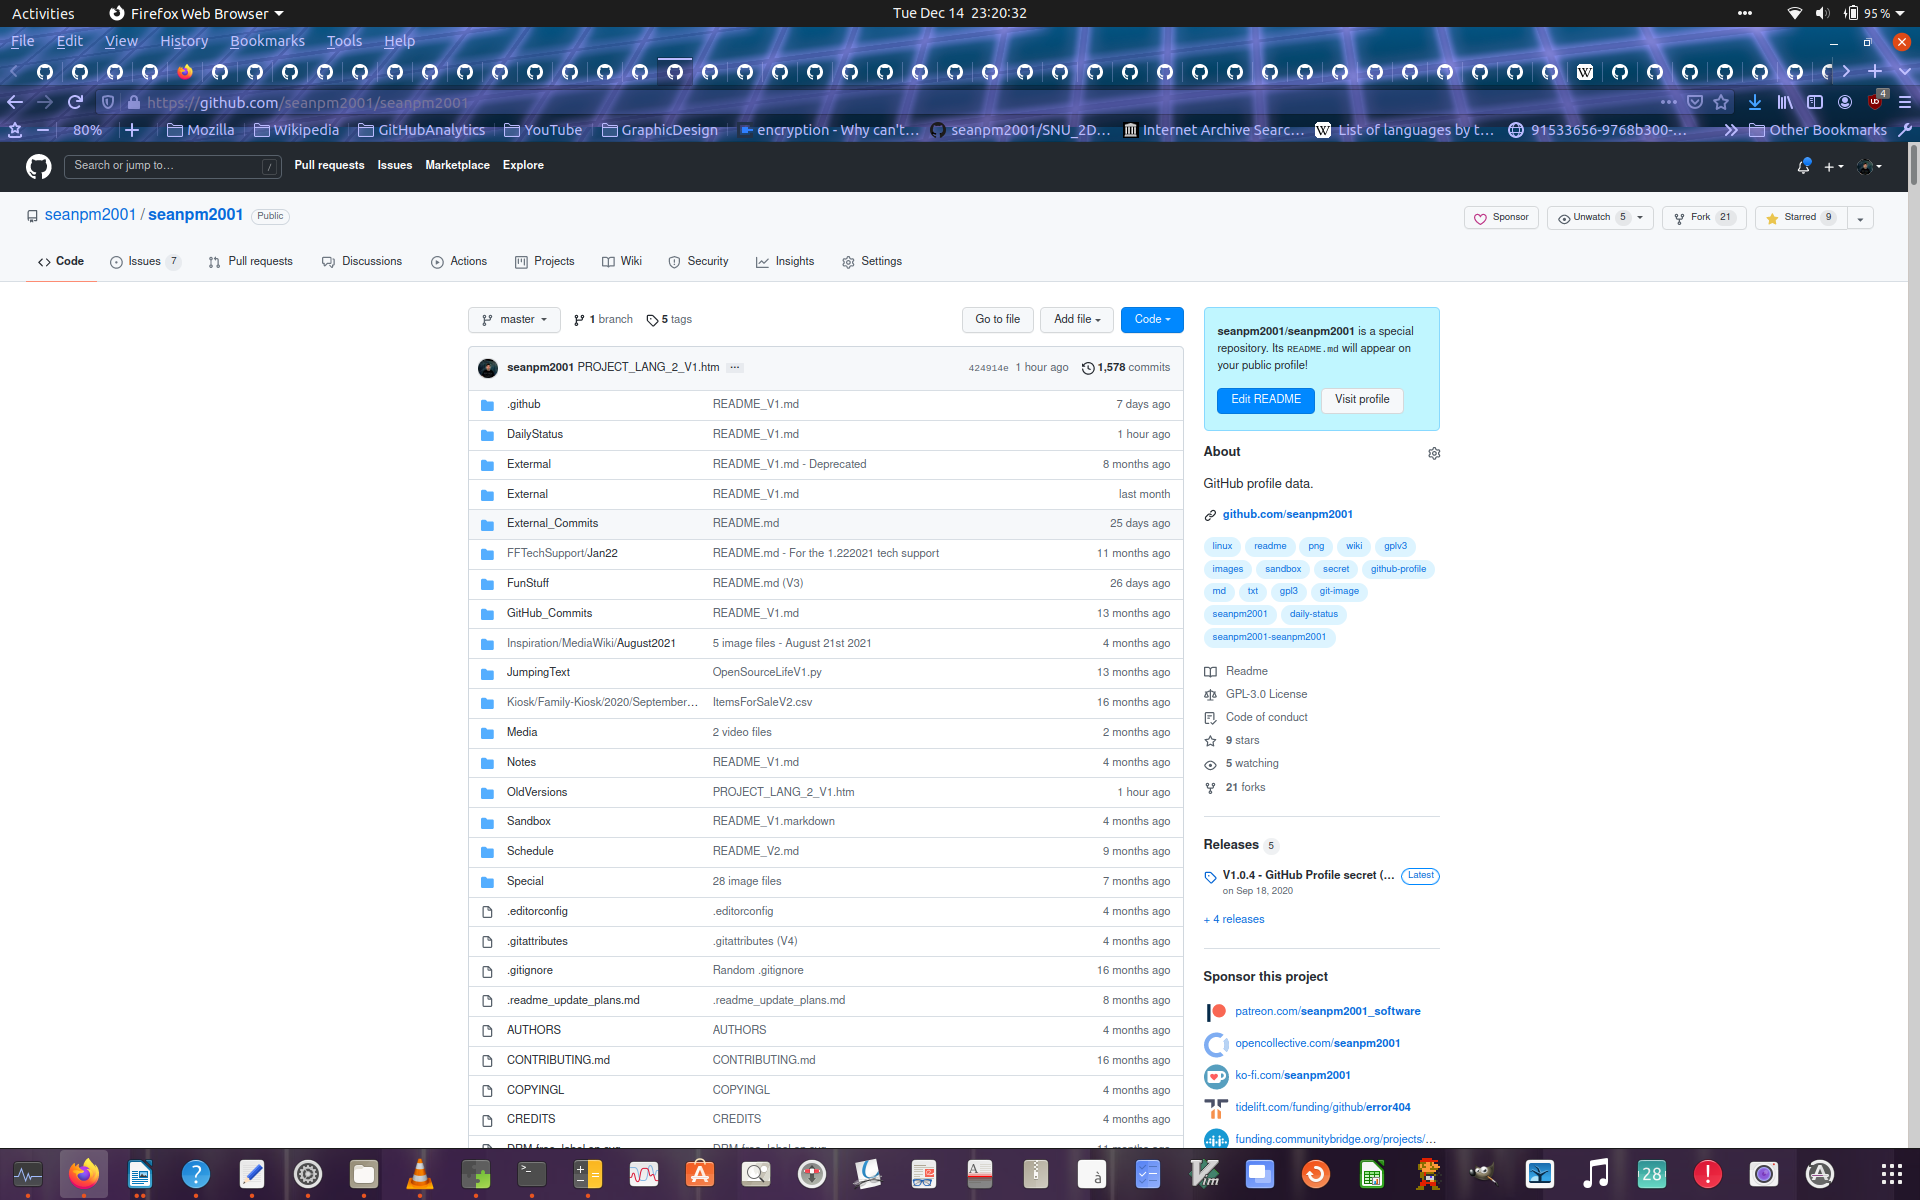 Activities Firefox Web Browser Tue Dec 14 23:20:32 95 %
File Edit View History Bookmarks Tools Help
https://github.com/seanpm2001/seanpm2001 4
80% Mozilla Wikipedia GitHubAnalytics YouTube GraphicDesign encryption - Why can't... seanpm2001/SNU_2D... Internet Archive Searc... List of languages by t... 91533656-9768b300-... Other Bookmarks
Search or jump to... / Pull requests Issues Marketplace Explore
seanpm2001 / seanpm2001 Public Sponsor Unwatch 5 Fork 21 Starred 9
Code Issues 7 Pull requests Discussions Actions Projects Wiki Security Insights Settings
master 1 branch 5 tags Go to file Add file Code
seanpm2001 PROJECT_LANG_2_V1.htm ... 424914e 1 hour ago 1,578 commits
.github README_V1.md 7 days ago
DailyStatus README_V1.md 1 hour ago
Extermal README_V1.md - Deprecated 8 months ago
External README_V1.md last month
External_Commits README.md 25 days ago
FFTechSupport/Jan22 README.md - For the 1.222021 tech support 11 months ago
FunStuff README.md (V3) 26 days ago
GitHub_Commits README_V1.md 13 months ago
Inspiration/MediaWiki/August2021 5 image files - August 21st 2021 4 months ago
JumpingText OpenSourceLifeV1.py 13 months ago
Kiosk/Family-Kiosk/2020/September... ItemsForSaleV2.csv 16 months ago
Media 2 video files 2 months ago
Notes README_V1.md 4 months ago
OldVersions PROJECT_LANG_2_V1.htm 1 hour ago
Sandbox README_V1.markdown 4 months ago
Schedule README_V2.md 9 months ago
Special 28 image files 7 months ago
.editorconfig .editorconfig 4 months ago
.gitattributes .gitattributes (V4) 4 months ago
.gitignore Random .gitignore 16 months ago
.readme_update_plans.md .readme_update_plans.md 8 months ago
AUTHORS AUTHORS 4 months ago
CONTRIBUTING.md CONTRIBUTING.md 16 months ago
COPYINGL COPYINGL 4 months ago
CREDITS CREDITS 4 months ago
seanpm2001/seanpm2001 is a special
repository. Its README.md will appear on
your public profile!
Edit README Visit profile
About
GitHub profile data.
github.com/seanpm2001
linux readme png wiki gplv3
images sandbox secret github-profile
md txt gpl3 git-image
seanpm2001 daily-status
seanpm2001-seanpm2001
Readme
GPL-3.0 License
Code of conduct
9 stars
5 watching
21 forks
Releases 5
V1.0.4 - GitHub Profile secret (... Latest
on Sep 18, 2020
+ 4 releases
Sponsor this project
patreon.com/seanpm2001_software
opencollective.com/seanpm2001
ko-fi.com/seanpm2001
tidelift.com/funding/github/error404
funding.communitybridge.org/projects/...
28